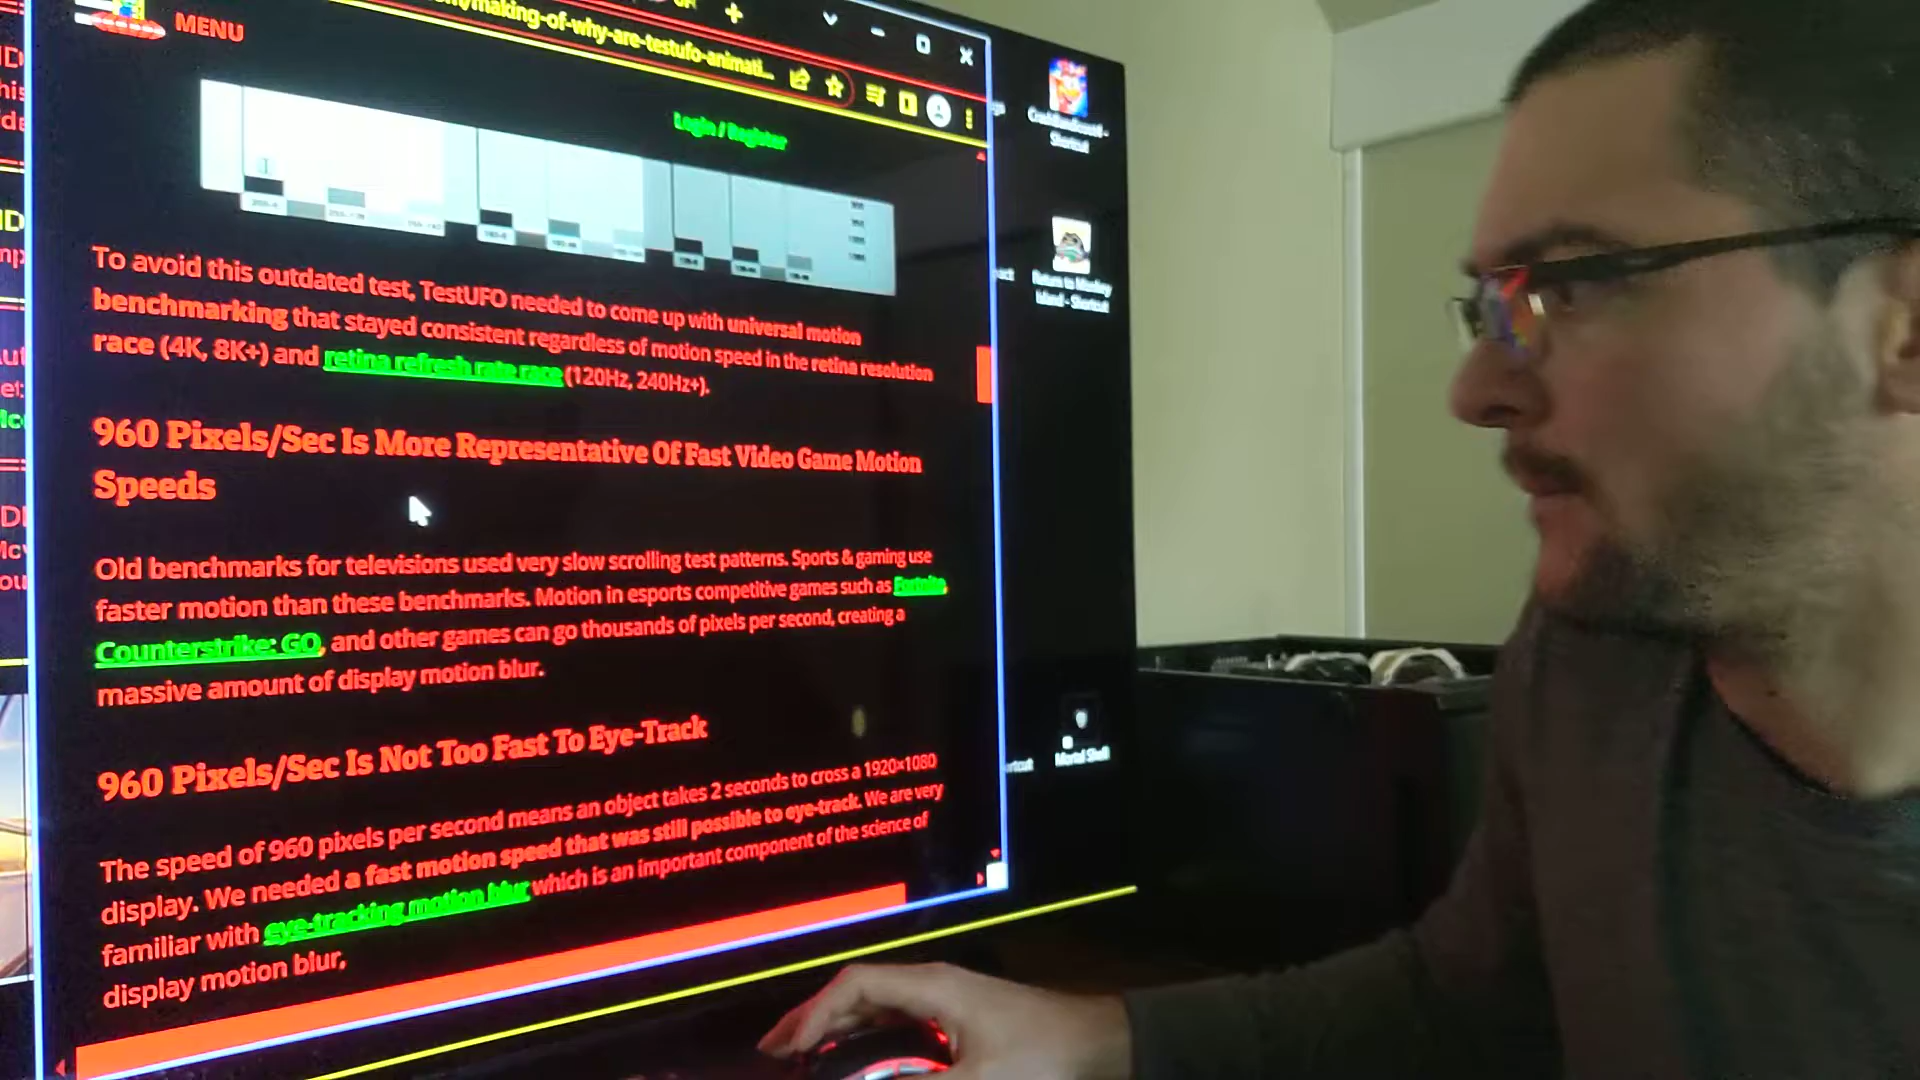 MENU
/making-of-why-are-testufo-animati...
Login / Register
To avoid this outdated test, TestUFO needed to come up with universal motion
benchmarking that stayed consistent regardless of motion speed in the retina resolution
race (4K, 8K+) and retina refresh rate race (120Hz, 240Hz+).
960 Pixels/Sec Is More Representative Of Fast Video Game Motion
Speeds
Old benchmarks for televisions used very slow scrolling test patterns. Sports & gaming use
faster motion than these benchmarks. Motion in esports competitive games such as Fortnite,
Counterstrike: GO, and other games can go thousands of pixels per second, creating a
massive amount of display motion blur.
960 Pixels/Sec Is Not Too Fast To Eye-Track
The speed of 960 pixels per second means an object takes 2 seconds to cross a 1920×1080
display. We needed a fast motion speed that was still possible to eye-track. We are very
familiar with eye-tracking motion blur which is an important component of the science of
display motion blur,
Shortcut
Return to Monkey
Island - Shortcut
Mortal Shell